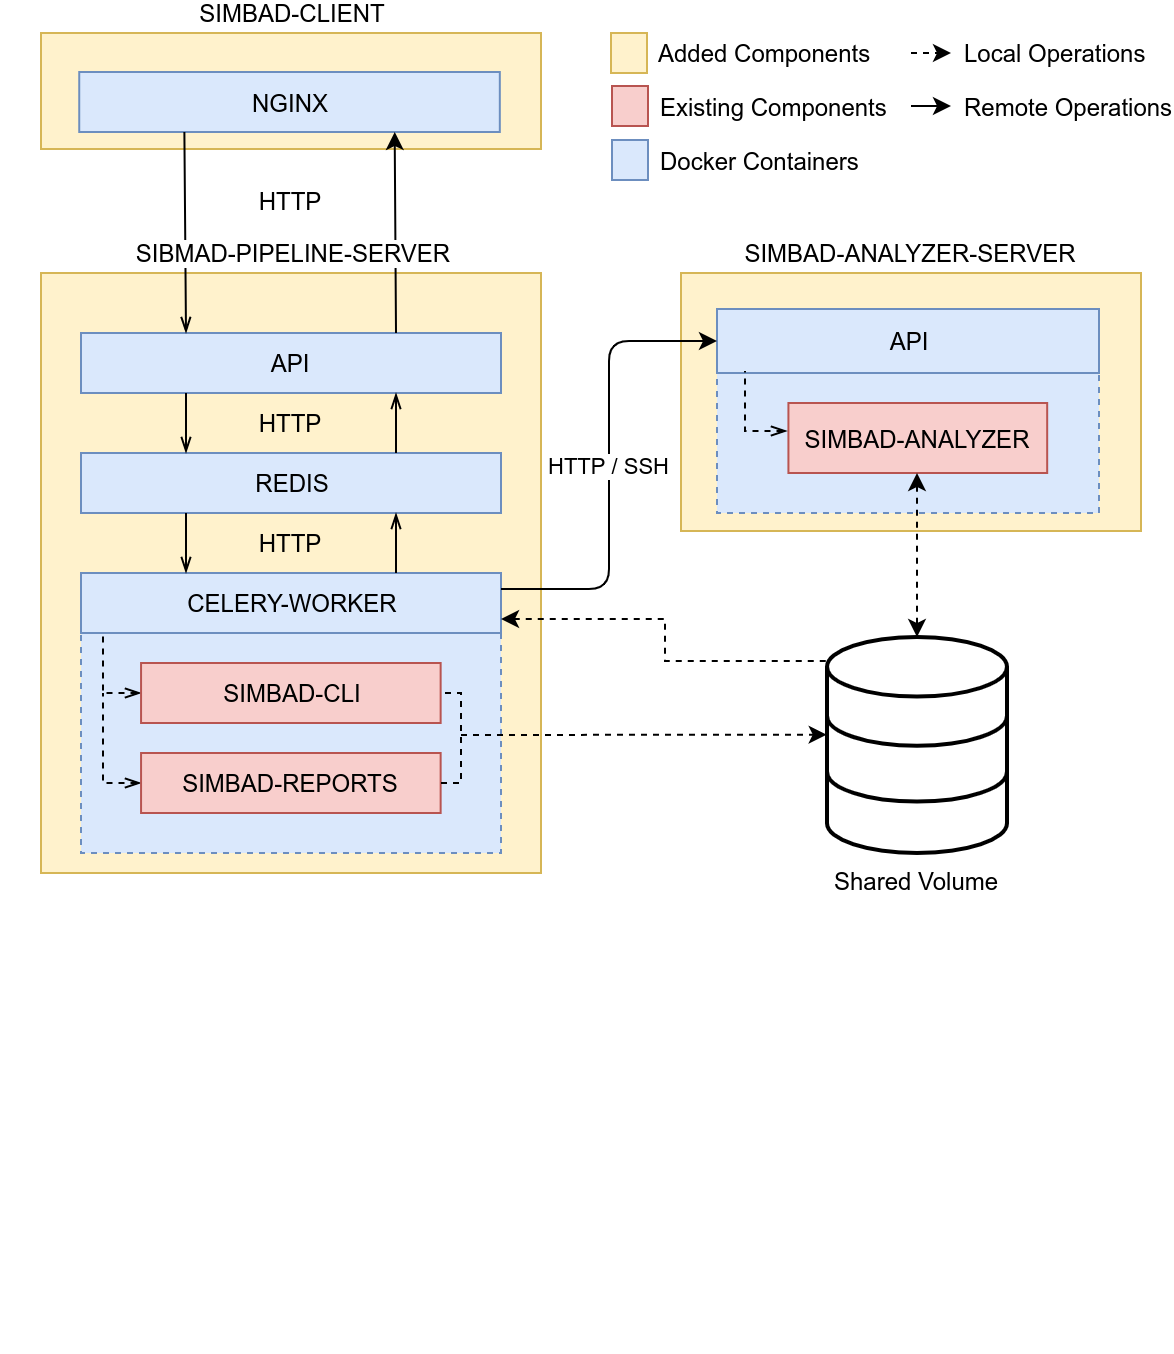 SIMBAD-CLIENT
NGINX
Added Components
Local Operations
Existing Components
Remote Operations
Docker Containers
HTTP
SIBMAD-PIPELINE-SERVER
SIMBAD-ANALYZER-SERVER
API
API
HTTP
SIMBAD-ANALYZER
HTTP / SSH
REDIS
HTTP
CELERY-WORKER
SIMBAD-CLI
SIMBAD-REPORTS
Shared Volume